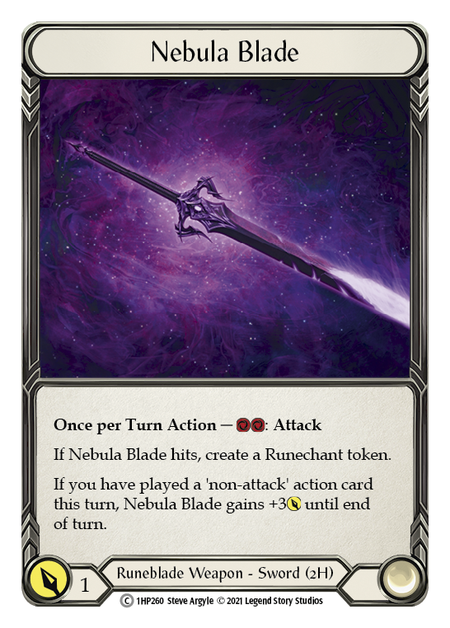 Nebula Blade
Once per Turn Action — : Attack
If Nebula Blade hits, create a Runechant token.
If you have played a 'non-attack' action card
this turn, Nebula Blade gains +3 until end
of turn.
1
Runeblade Weapon - Sword (2H)
C 1HP260 Steve Argyle © 2021 Legend Story Studios